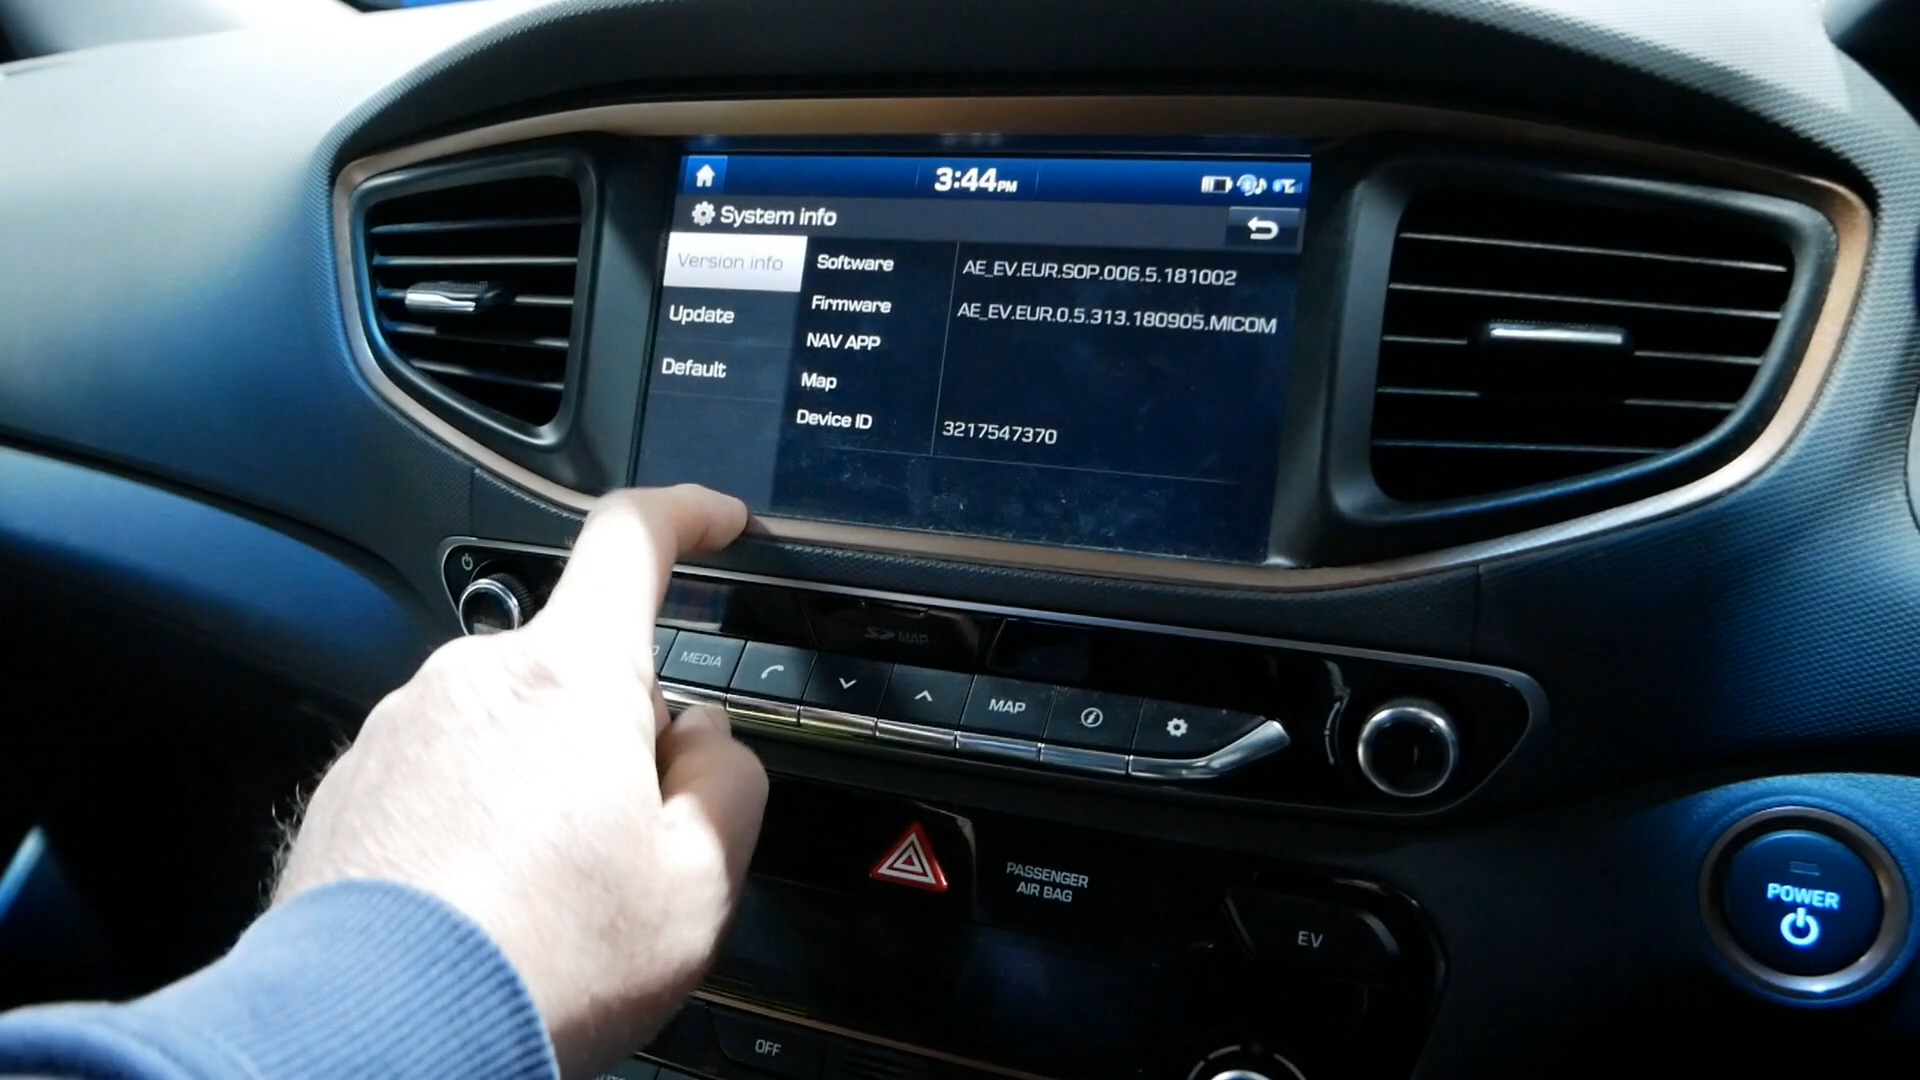 3:44PM
System info
Version info
Update
Default
Software AE_EV.EUR.SOP.006.5.181002
Firmware AE_EV.EUR.0.5.313.180905.MICOM
NAV APP
Map
Device ID 3217547370
MAP
MEDIA
MAP
PASSENGER
AIR BAG
EV
POWER
OFF